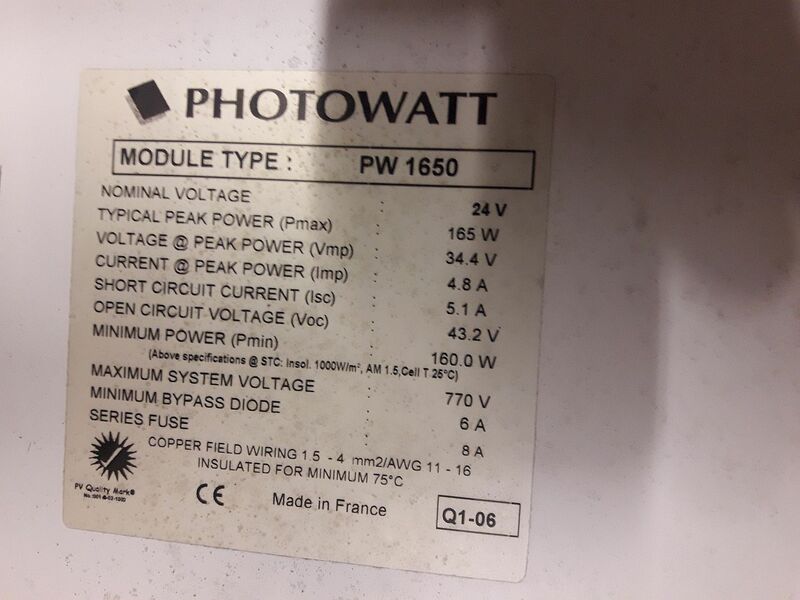 PHOTOWATT
MODULE TYPE : PW 1650
NOMINAL VOLTAGE : 24 V
TYPICAL PEAK POWER (Pmax) : 165 W
VOLTAGE @ PEAK POWER (Vmp) : 34.4 V
CURRENT @ PEAK POWER (Imp) : 4.8 A
SHORT CIRCUIT CURRENT (Isc) : 5.1 A
OPEN CIRCUIT VOLTAGE (Voc) : 43.2 V
MINIMUM POWER (Pmin) : 160.0 W
(Above specifications @ STC: Insol. 1000W/m², AM 1.5,Cell T 25°C)
MAXIMUM SYSTEM VOLTAGE : 770 V
MINIMUM BYPASS DIODE : 6 A
SERIES FUSE : 8 A
COPPER FIELD WIRING 1.5 - 4 mm2/AWG 11 - 16
INSULATED FOR MINIMUM 75°C
PV Quality Mark®
CE Made in France Q1-06